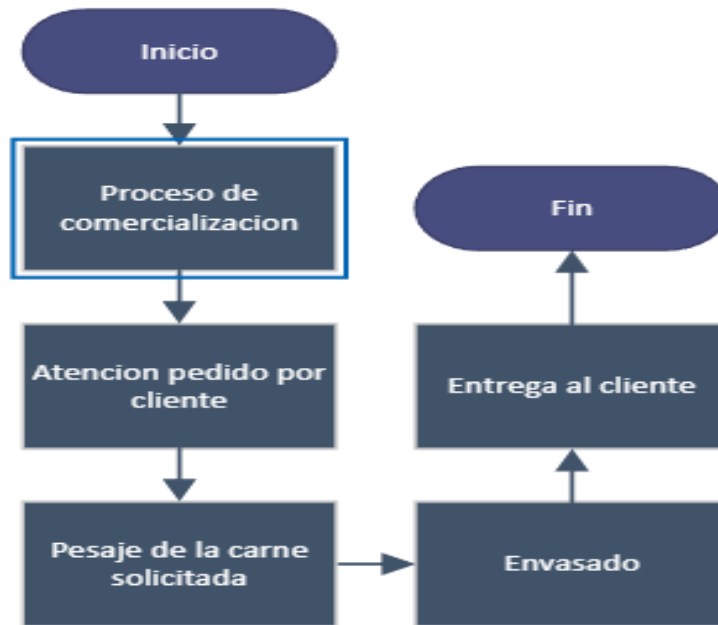 Inicio
Proceso de
comercializacion
Atencion pedido por
cliente
Pesaje de la carne
solicitada
Envasado
Entrega al cliente
Fin